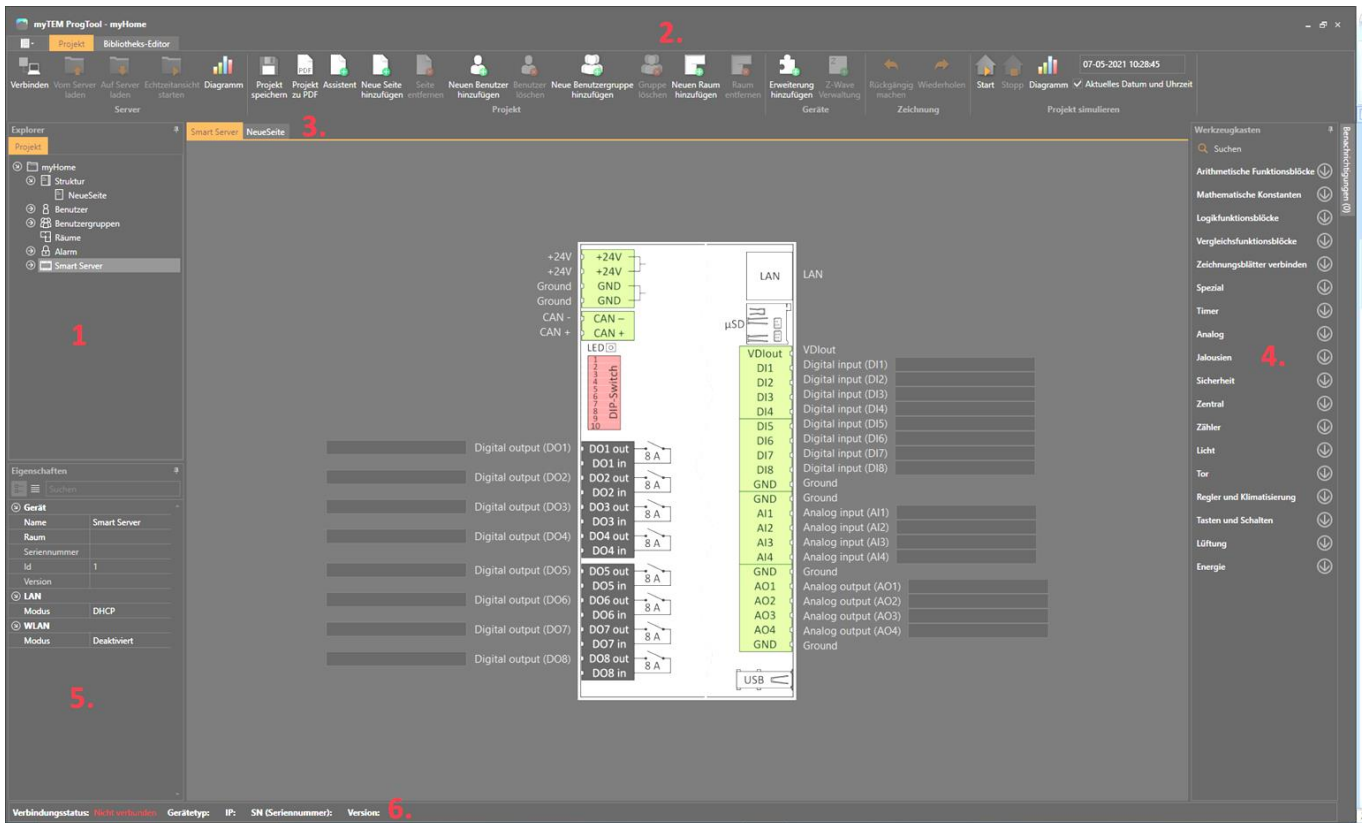 myTEM ProgTool - myHome
2.
Projekt Bibliotheks-Editor
07-05-2021 10:28:45
Verbinden Vom Server laden Auf Server laden Echtzeitansicht starten Diagramm Projekt speichern Projekt zu PDF Assistent Neue Seite hinzufügen Seite entfernen Neuen Benutzer hinzufügen Benutzer löschen Neue Benutzergruppe hinzufügen Gruppe löschen Neuen Raum hinzufügen Raum entfernen Erweiterung hinzufügen Z-Wave Verwaltung Rückgängig machen Wiederholen Start Stopp Diagramm Aktuelles Datum und Uhrzeit
Server Projekt Geräte Zeichnung Projekt simulieren
Explorer
Projekt
myHome
Struktur
NeueSeite
Benutzer
Benutzergruppen
Räume
Alarm
Smart Server
1
Eigenschaften
Suchen
Gerät
Name Smart Server
Raum
Seriennummer
Id 1
Version
LAN
Modus DHCP
WLAN
Modus Deaktiviert
5.
Smart Server NeueSeite 3.
+24V +24V
+24V +24V
Ground GND
Ground GND
CAN - CAN –
CAN + CAN +
LED
1
2
3
4
5
6
7
8
9
10
DIP-Switch
Digital output (DO1) DO1 out 8 A
DO1 in
Digital output (DO2) DO2 out 8 A
DO2 in
Digital output (DO3) DO3 out 8 A
DO3 in
Digital output (DO4) DO4 out 8 A
DO4 in
Digital output (DO5) DO5 out 8 A
DO5 in
Digital output (DO6) DO6 out 8 A
DO6 in
Digital output (DO7) DO7 out 8 A
DO7 in
Digital output (DO8) DO8 out 8 A
DO8 in
LAN LAN
µSD
VDIout VDIout
DI1 Digital input (DI1)
DI2 Digital input (DI2)
DI3 Digital input (DI3)
DI4 Digital input (DI4)
DI5 Digital input (DI5)
DI6 Digital input (DI6)
DI7 Digital input (DI7)
DI8 Digital input (DI8)
GND Ground
GND Ground
AI1 Analog input (AI1)
AI2 Analog input (AI2)
AI3 Analog input (AI3)
AI4 Analog input (AI4)
GND Ground
AO1 Analog output (AO1)
AO2 Analog output (AO2)
AO3 Analog output (AO3)
AO4 Analog output (AO4)
GND Ground
USB
Werkzeugkasten
Suchen
Arithmetische Funktionsblöcke
Mathematische Konstanten
Logikfunktionsblöcke
Vergleichsfunktionsblöcke
Zeichnungsblätter verbinden
Spezial
Timer
Analog
Jalousien
4.
Sicherheit
Zentral
Zähler
Licht
Tor
Regler und Klimatisierung
Tasten und Schalten
Lüftung
Energie
Benachrichtigungen (0)
Verbindungsstatus: Nicht verbunden Gerätetyp: IP: SN (Seriennummer): Version: 6.